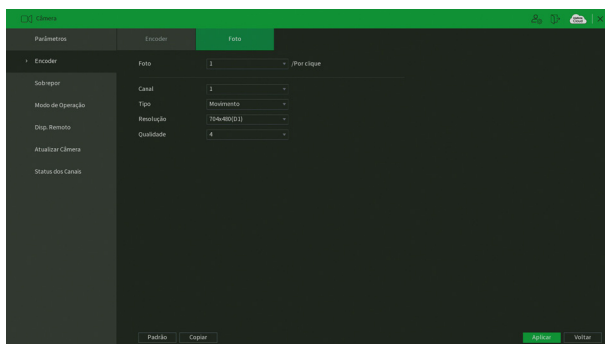 Câmera
Parâmetros
Encoder
Sobrepor
Modo de Operação
Disp. Remoto
Atualizar Câmera
Status dos Canais
Encoder Foto
Foto 1 /Por clique
Canal 1
Tipo Movimento
Resolução 704x480(D1)
Qualidade 4
Padrão Copiar
Aplicar Voltar